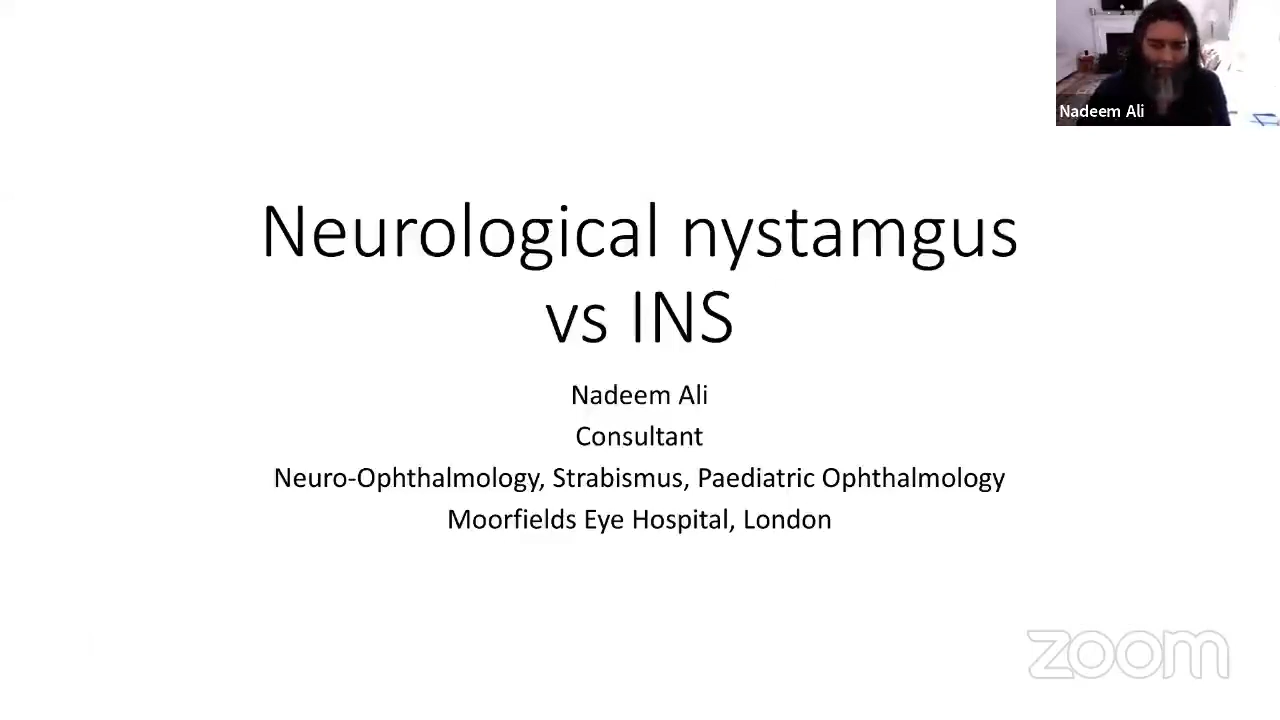 Nadeem Ali
Neurological nystamgus
vs INS
Nadeem Ali
Consultant
Neuro-Ophthalmology, Strabismus, Paediatric Ophthalmology
Moorfields Eye Hospital, London
zoom